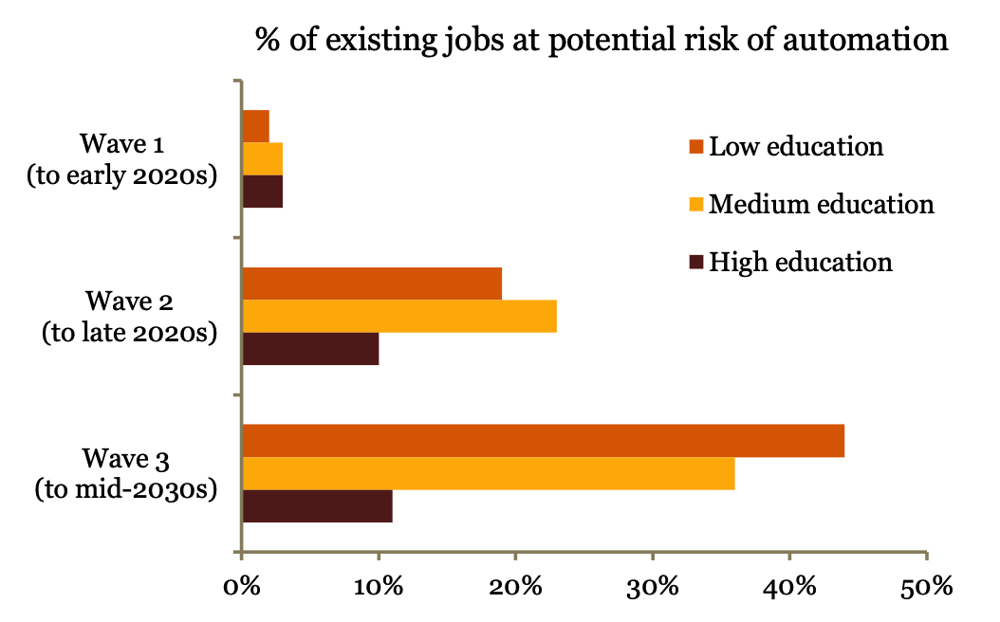 % of existing jobs at potential risk of automation
Wave 1
(to early 2020s)
Low education
Medium education
High education
Wave 2
(to late 2020s)
Wave 3
(to mid-2030s)
0% 10% 20% 30% 40% 50%